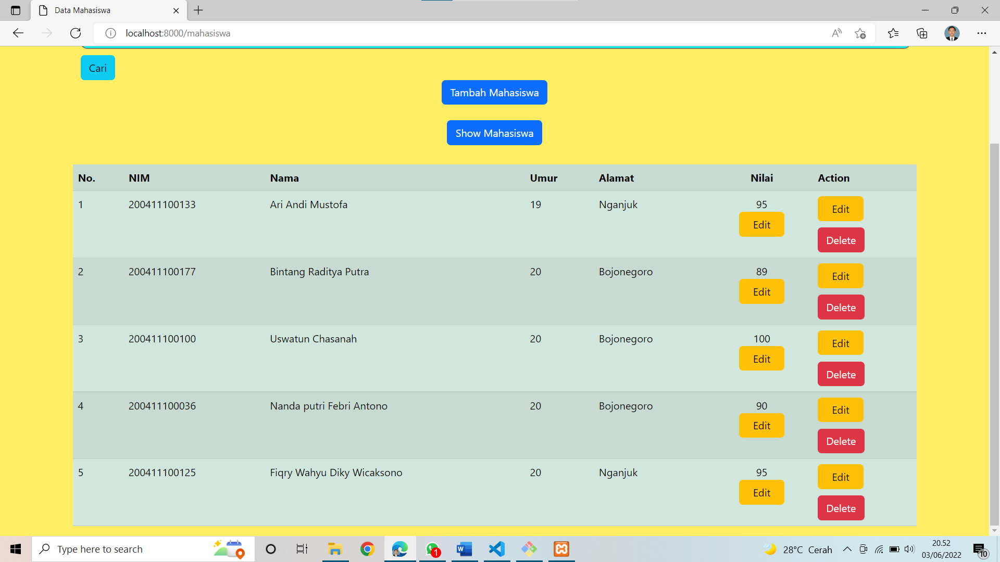 Data Mahasiswa
localhost:8000/mahasiswa
Cari
Tambah Mahasiswa
Show Mahasiswa
No. NIM Nama Umur Alamat Nilai Action
1 200411100133 Ari Andi Mustofa 19 Nganjuk 95 Edit
Edit
Delete
2 200411100177 Bintang Raditya Putra 20 Bojonegoro 89 Edit
Edit
Delete
3 200411100100 Uswatun Chasanah 20 Bojonegoro 100 Edit
Edit
Delete
4 200411100036 Nanda putri Febri Antono 20 Bojonegoro 90 Edit
Edit
Delete
5 200411100125 Fiqry Wahyu Diky Wicaksono 20 Nganjuk 95 Edit
Edit
Delete
Type here to search
1
28°C Cerah
20.52
03/06/2022
10